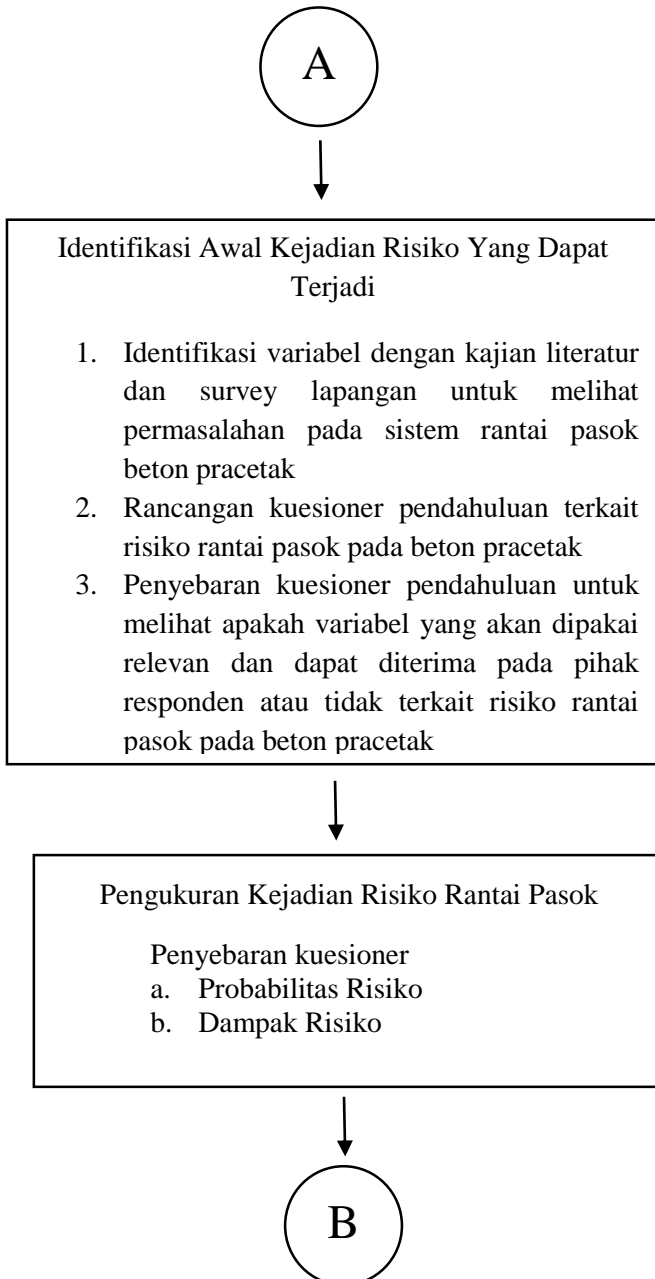 A
Identifikasi Awal Kejadian Risiko Yang Dapat
Terjadi
1. Identifikasi variabel dengan kajian literatur
dan survey lapangan untuk melihat
permasalahan pada sistem rantai pasok
beton pracetak
2. Rancangan kuesioner pendahuluan terkait
risiko rantai pasok pada beton pracetak
3. Penyebaran kuesioner pendahuluan untuk
melihat apakah variabel yang akan dipakai
relevan dan dapat diterima pada pihak
responden atau tidak terkait risiko rantai
pasok pada beton pracetak
Pengukuran Kejadian Risiko Rantai Pasok
Penyebaran kuesioner
a. Probabilitas Risiko
b. Dampak Risiko
B